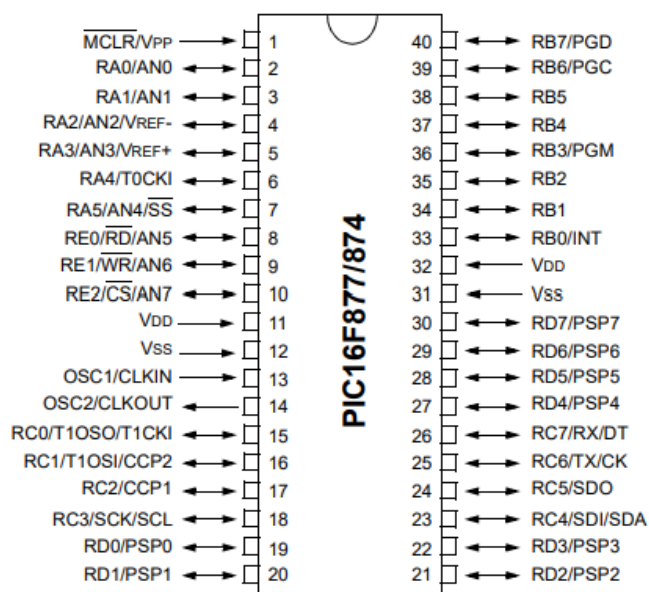 MCLR/VPP 1 40 RB7/PGD
RA0/AN0 2 39 RB6/PGC
RA1/AN1 3 38 RB5
RA2/AN2/VREF- 4 37 RB4
RA3/AN3/VREF+ 5 36 RB3/PGM
RA4/T0CKI 6 35 RB2
RA5/AN4/SS 7 34 RB1
RE0/RD/AN5 8 33 RB0/INT
RE1/WR/AN6 9 32 VDD
RE2/CS/AN7 10 31 VSS
VDD 11 30 RD7/PSP7
VSS 12 29 RD6/PSP6
OSC1/CLKIN 13 28 RD5/PSP5
OSC2/CLKOUT 14 27 RD4/PSP4
RC0/T1OSO/T1CKI 15 26 RC7/RX/DT
RC1/T1OSI/CCP2 16 25 RC6/TX/CK
RC2/CCP1 17 24 RC5/SDO
RC3/SCK/SCL 18 23 RC4/SDI/SDA
RD0/PSP0 19 22 RD3/PSP3
RD1/PSP1 20 21 RD2/PSP2
PIC16F877/874